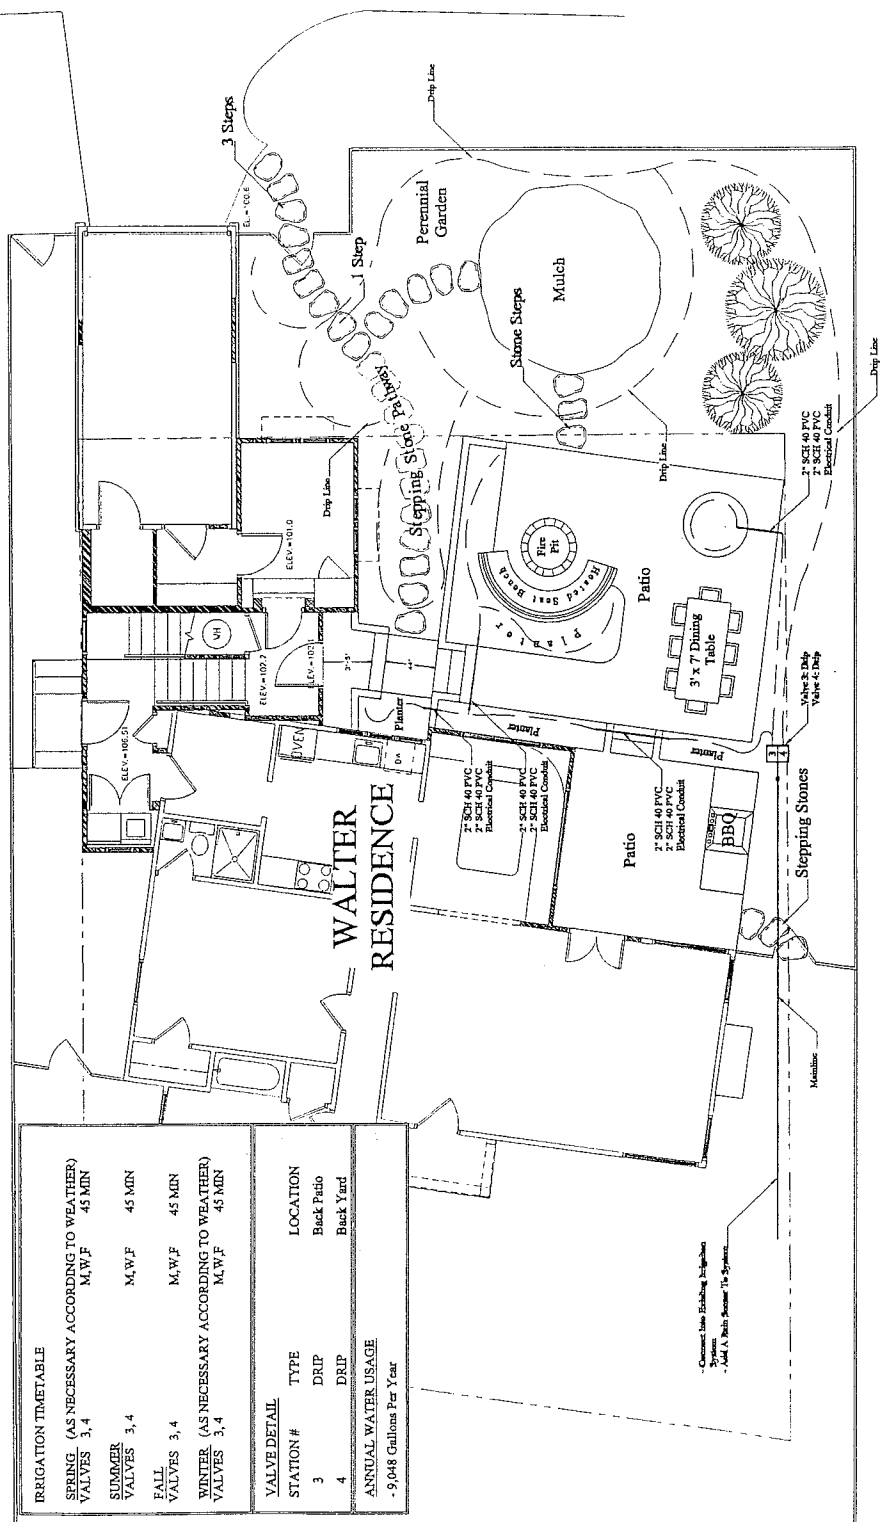 IRRIGATION TIMETABLE
SPRING (AS NECESSARY ACCORDING TO WEATHER)
VALVES 3, 4 M,W,F 45 MIN
SUMMER
VALVES 3, 4 M,W,F 45 MIN
FALL
VALVES 3, 4 M,W,F 45 MIN
WINTER (AS NECESSARY ACCORDING TO WEATHER)
VALVES 3, 4 M,W,F 45 MIN
VALVE DETAIL
STATION # TYPE LOCATION
3 DRIP Back Patio
4 DRIP Back Yard
ANNUAL WATER USAGE
- 9,048 Gallons Per Year
WALTER
RESIDENCE
3 Steps
EL.=100.6
Drip Line
Perennial
Garden
1 Step
Mulch
Stone Steps
Stepping Stone Pathway
Drip Line
Drip Line
Drip Line
ELEV.=101.0
WH
ELEV.=102.2
ELEV.=102.1
ELEV.=106.51
3'-5"
44"
OVEN
Planter
Fire
Pit
Heated Seat Bench
Planter
Patio
3' x 7' Dining
Table
2" SCH 40 PVC
2" SCH 40 PVC
Electrical Conduit
2" SCH 40 PVC
2" SCH 40 PVC
Electrical Conduit
2" SCH 40 PVC
2" SCH 40 PVC
Electrical Conduit
2" SCH 40 PVC
2" SCH 40 PVC
Electrical Conduit
Planter
Planter
3
4
Valve 3: Drip
Valve 4: Drip
Patio
BBQ
Stepping Stones
Mainline
- Connect Into Existing Irrigation
System
- Add A Rain Sensor To System